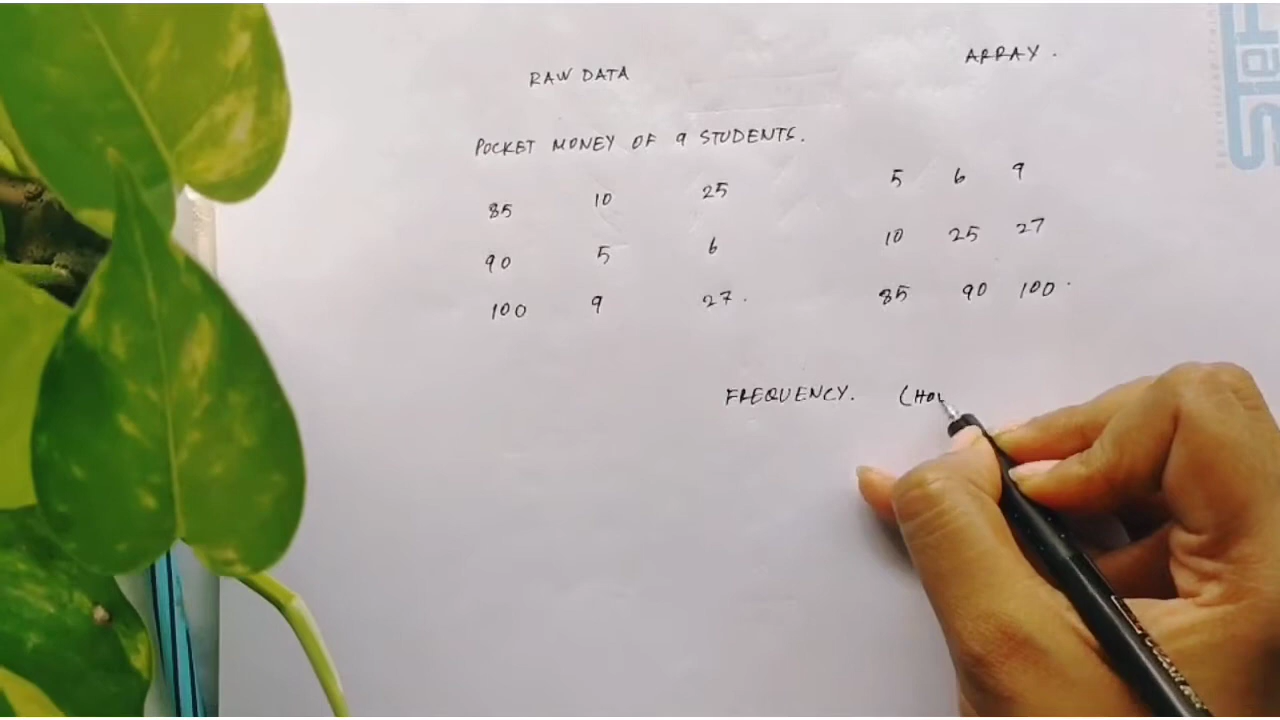 RAW DATA
POCKET MONEY OF 9 STUDENTS.
85 10 25
90 5 6
100 9 27.
ARRAY.
5 6 9
10 25 27
85 90 100.
FREQUENCY. (HOW